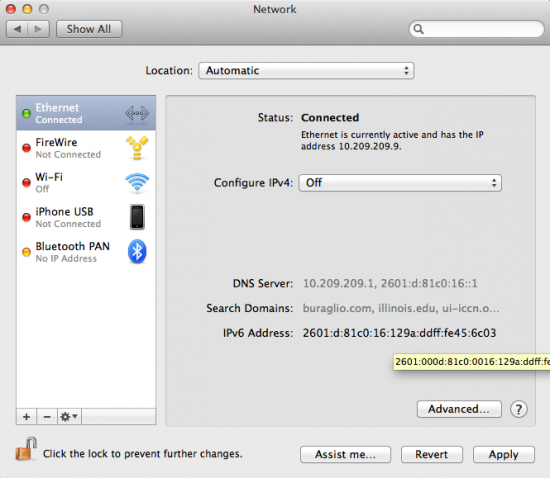 Network
Show All
Location: Automatic
Ethernet
Connected
FireWire
Not Connected
Wi-Fi
Off
iPhone USB
Not Connected
Bluetooth PAN
No IP Address
Status: Connected
Ethernet is currently active and has the IP
address 10.209.209.9.
Configure IPv4: Off
DNS Server: 10.209.209.1, 2601:d:81c0:16::1
Search Domains: buraglio.com, illinois.edu, ui-iccn.o...
IPv6 Address: 2601:d:81c0:16:129a:ddff:fe45:6c03
2601:000d:81c0:0016:129a:ddff:fe
Advanced...
?
Click the lock to prevent further changes.
Assist me...
Revert
Apply